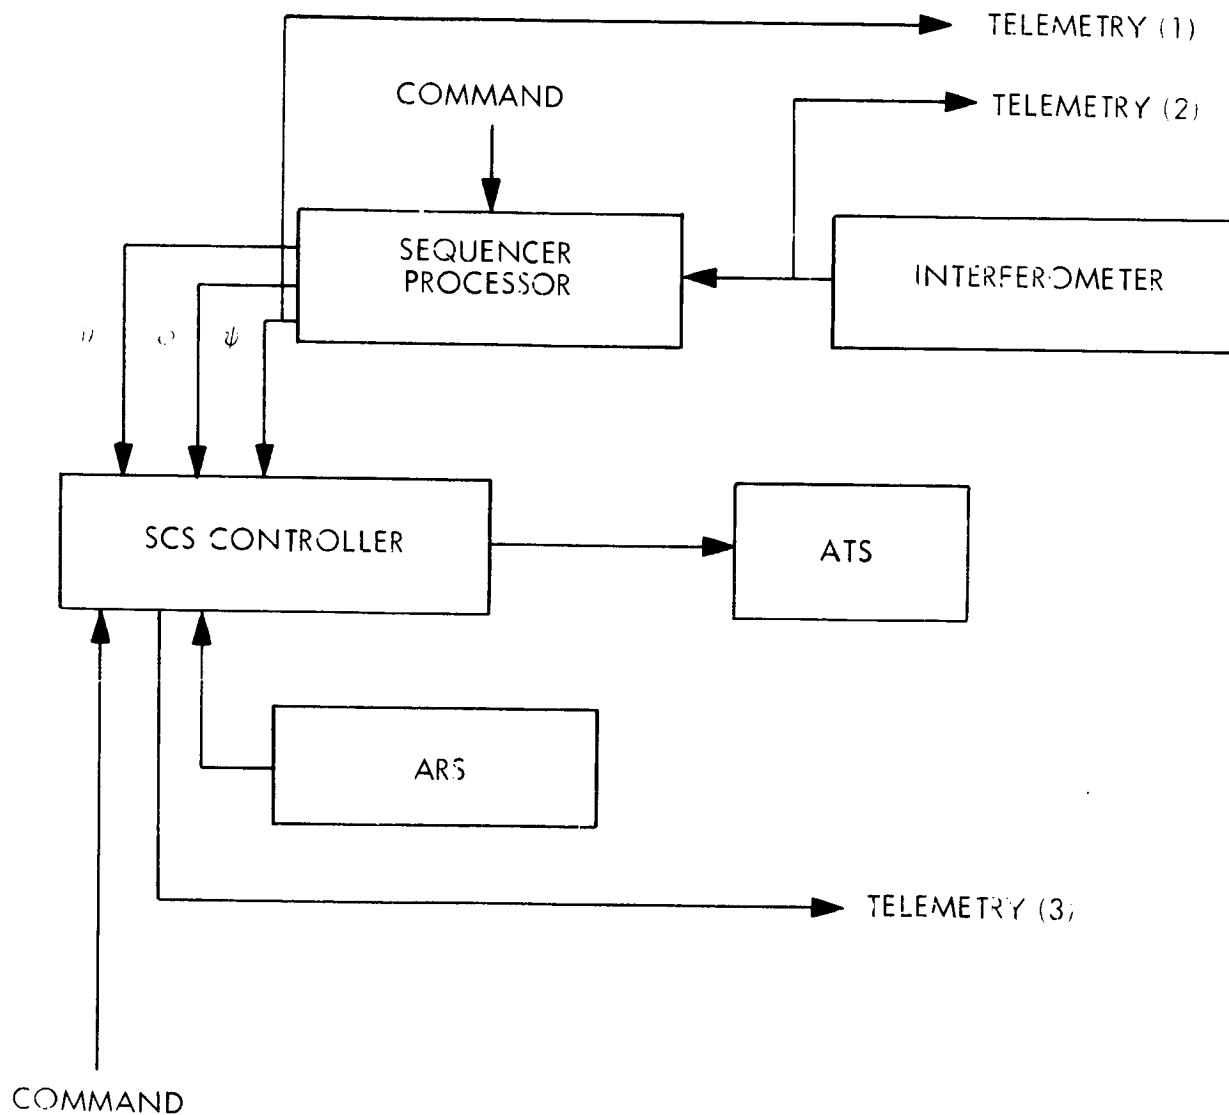 TELEMETRY (1)
COMMAND
TELEMETRY (2)
SEQUENCER
PROCESSOR
INTERFEROMETER
ψ
SCS CONTROLLER
ATS
ARS
TELEMETRY (3)
COMMAND